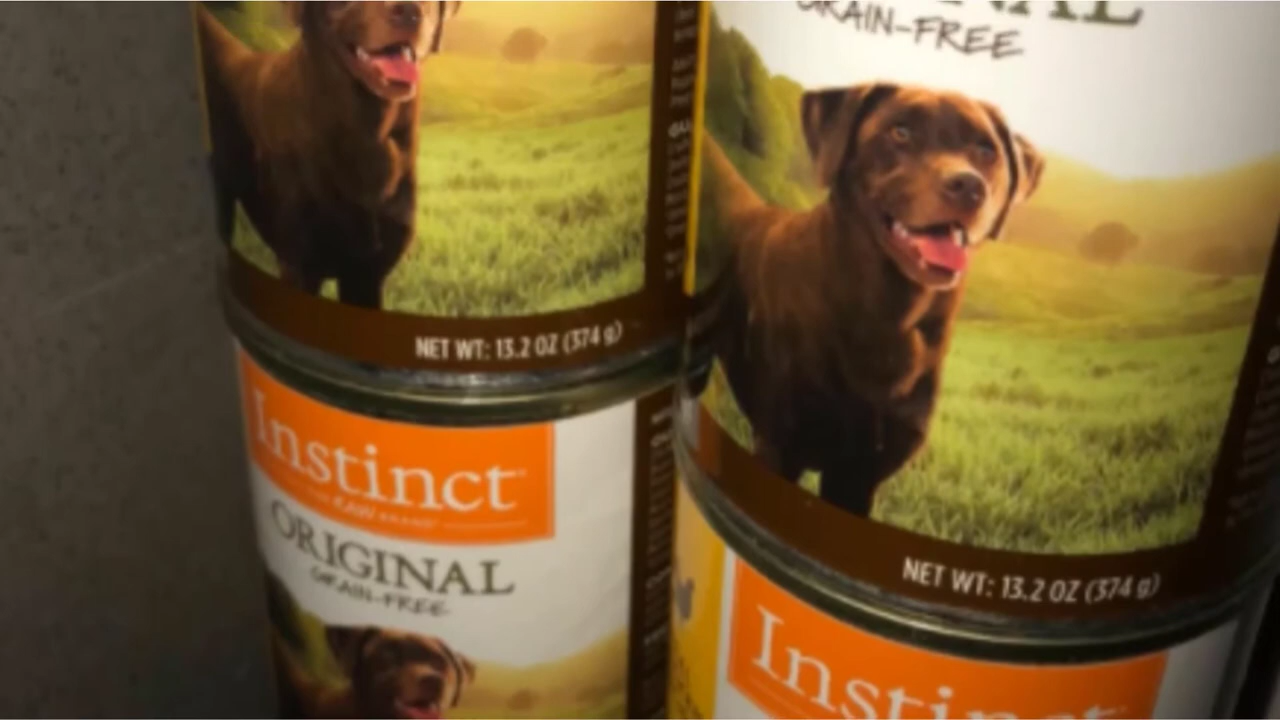 NET WT: 13.2 OZ (374 g)
Instinct
ORIGINAL
GRAIN-FREE
GRAIN-FREE
NET WT: 13.2 OZ (374 g)
Instinct